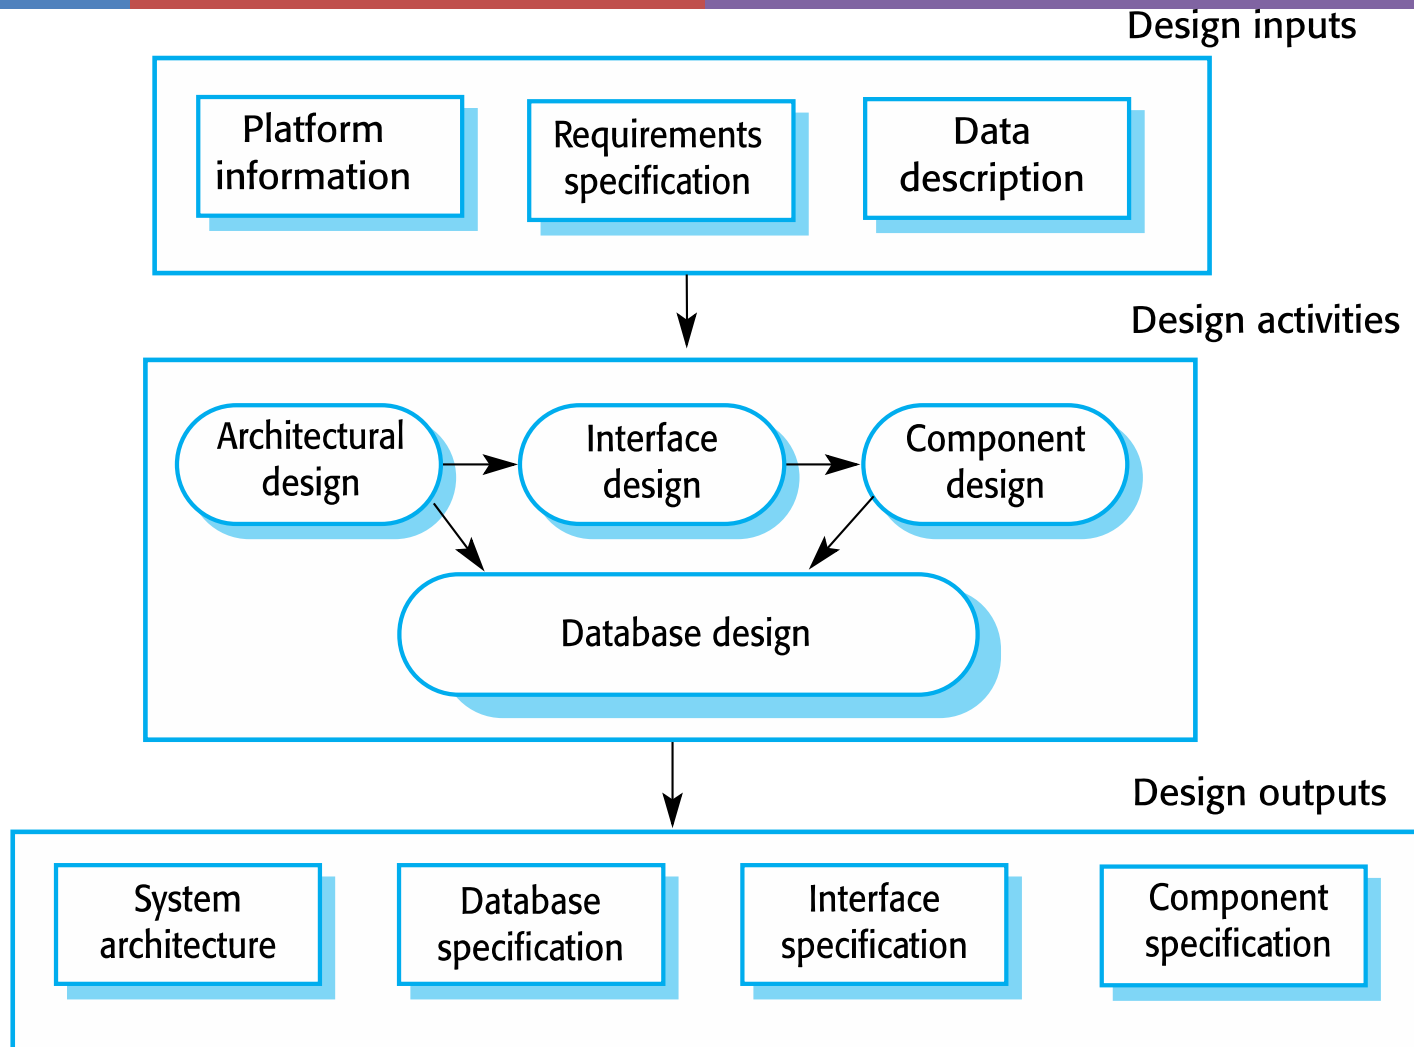 Design inputs
Platform
information
Requirements
specification
Data
description
Design activities
Architectural
design
Interface
design
Component
design
Database design
Design outputs
System
architecture
Database
specification
Interface
specification
Component
specification